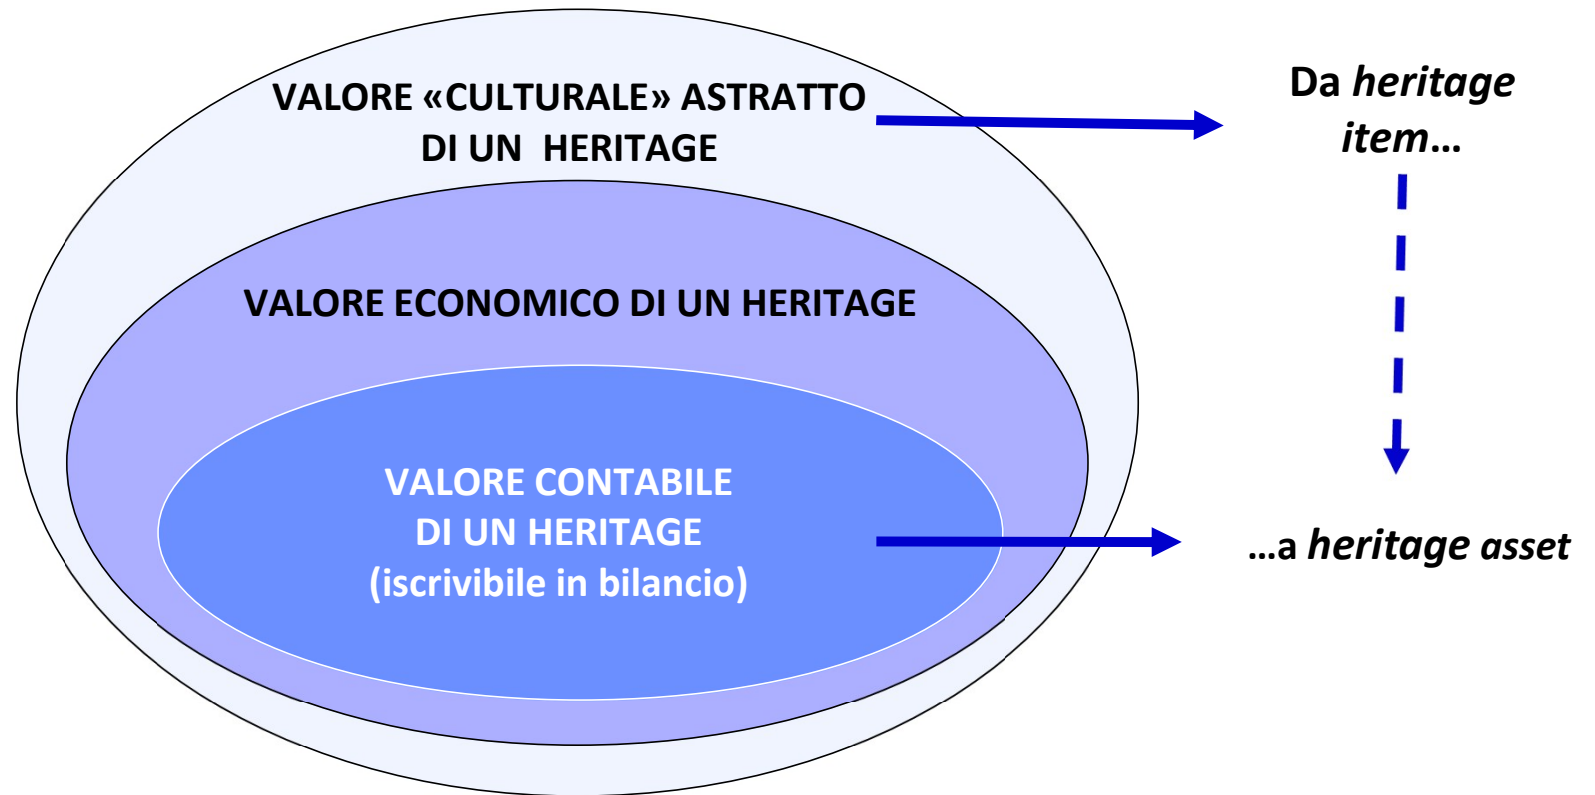 VALORE «CULTURALE» ASTRATTO
DI UN HERITAGE
Da heritage
item…
VALORE ECONOMICO DI UN HERITAGE
VALORE CONTABILE
DI UN HERITAGE
(iscrivibile in bilancio)
…a heritage asset